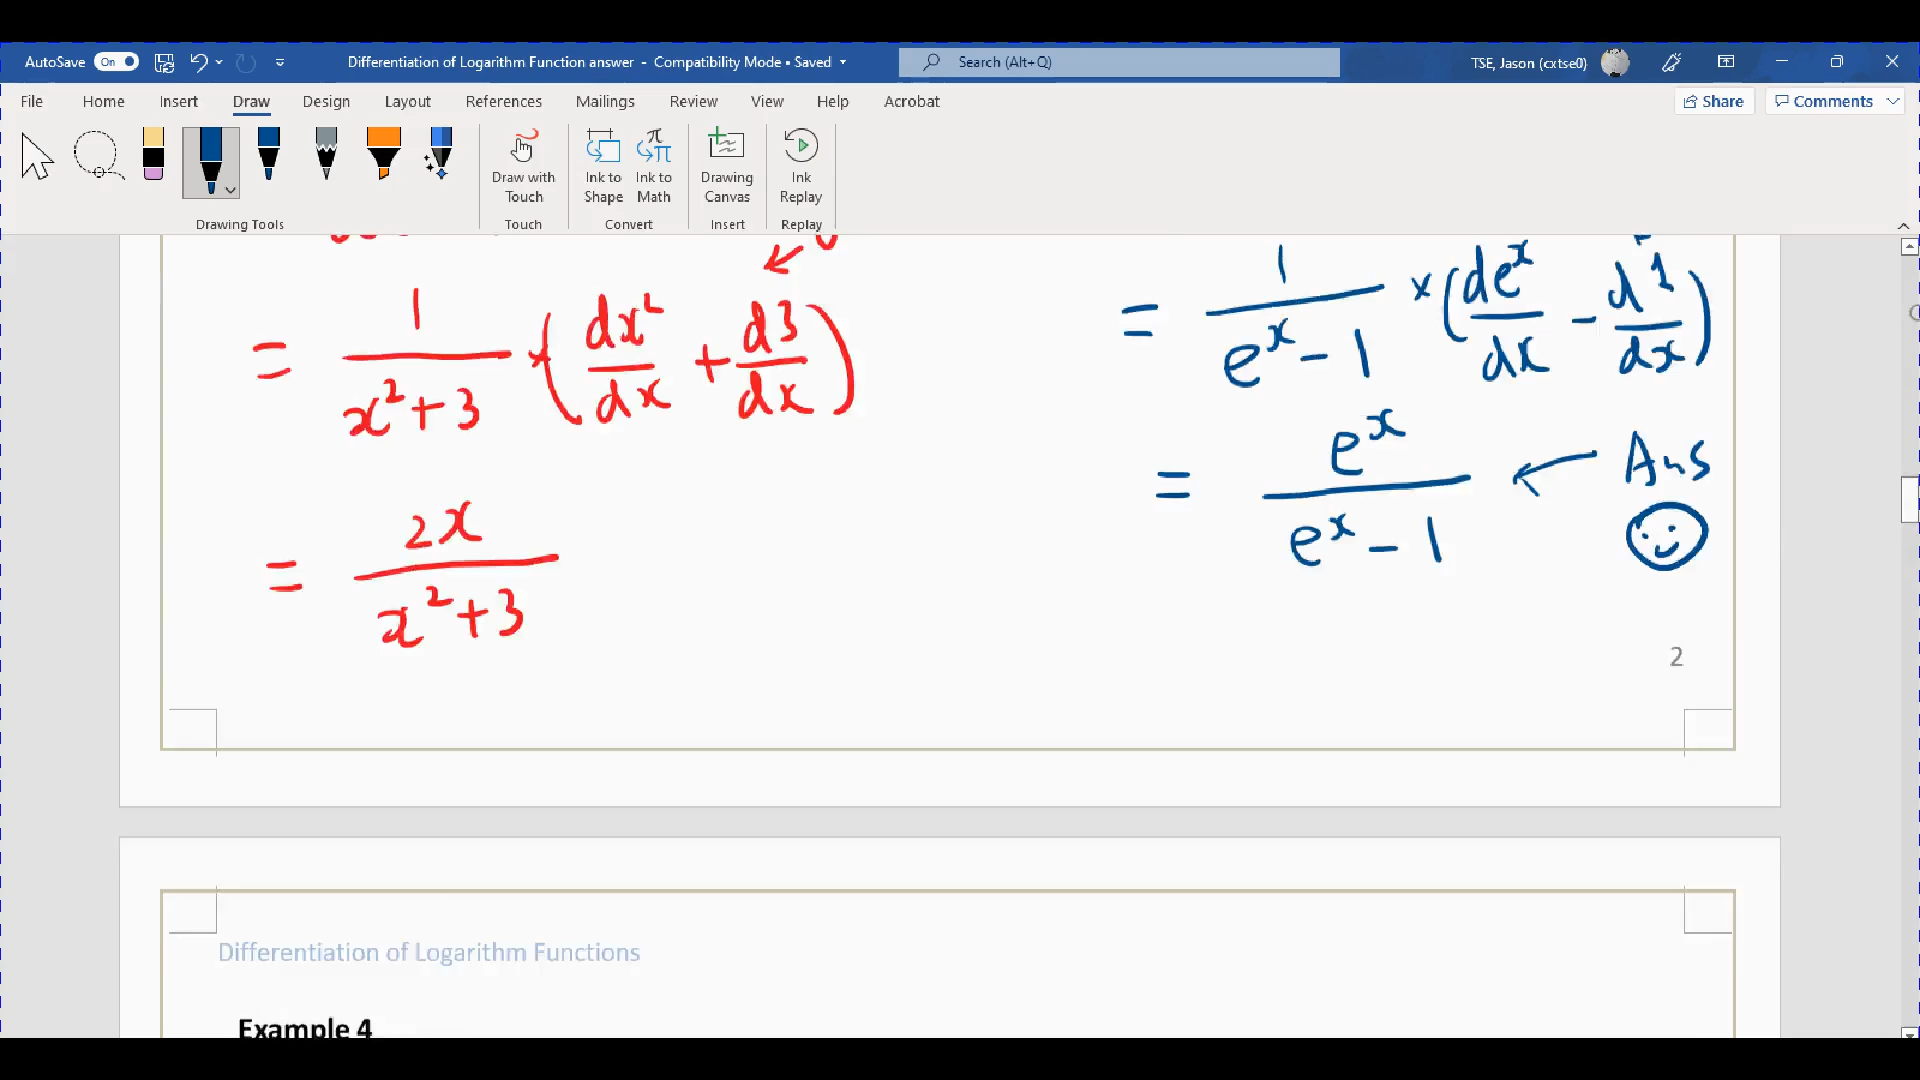 AutoSave On Differentiation of Logarithm Function answer - Compatibility Mode • Saved Search (Alt+Q) TSE, Jason (cxtse0)
File Home Insert Draw Design Layout References Mailings Review View Help Acrobat Share Comments
Draw with Touch
Ink to Shape
Ink to Math
Drawing Canvas
Ink Replay
Drawing Tools Touch Convert Insert Replay
= 1/(x²+3) × (dx²/dx + d3/dx)
= 2x/(x²+3)
= 1/(eˣ-1) × (deˣ/dx - d1/dx)
= eˣ/(eˣ-1) ← Ans
2
Differentiation of Logarithm Functions
Example 4